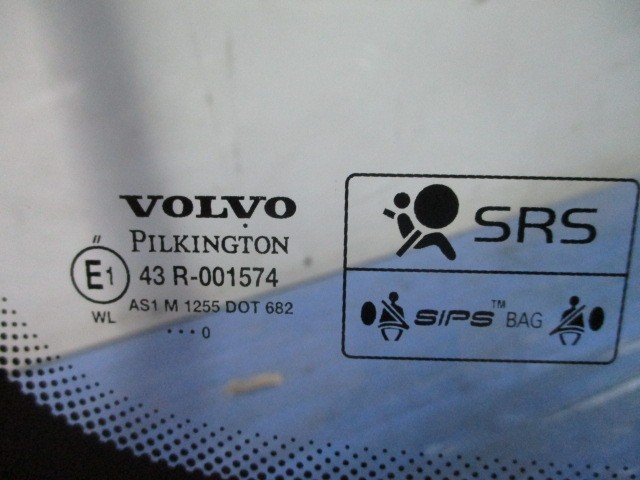 VOLVO
PILKINGTON
E1 43 R-001574
WL AS1 M 1255 DOT 682
• • • 0
SRS
SIPS™ BAG